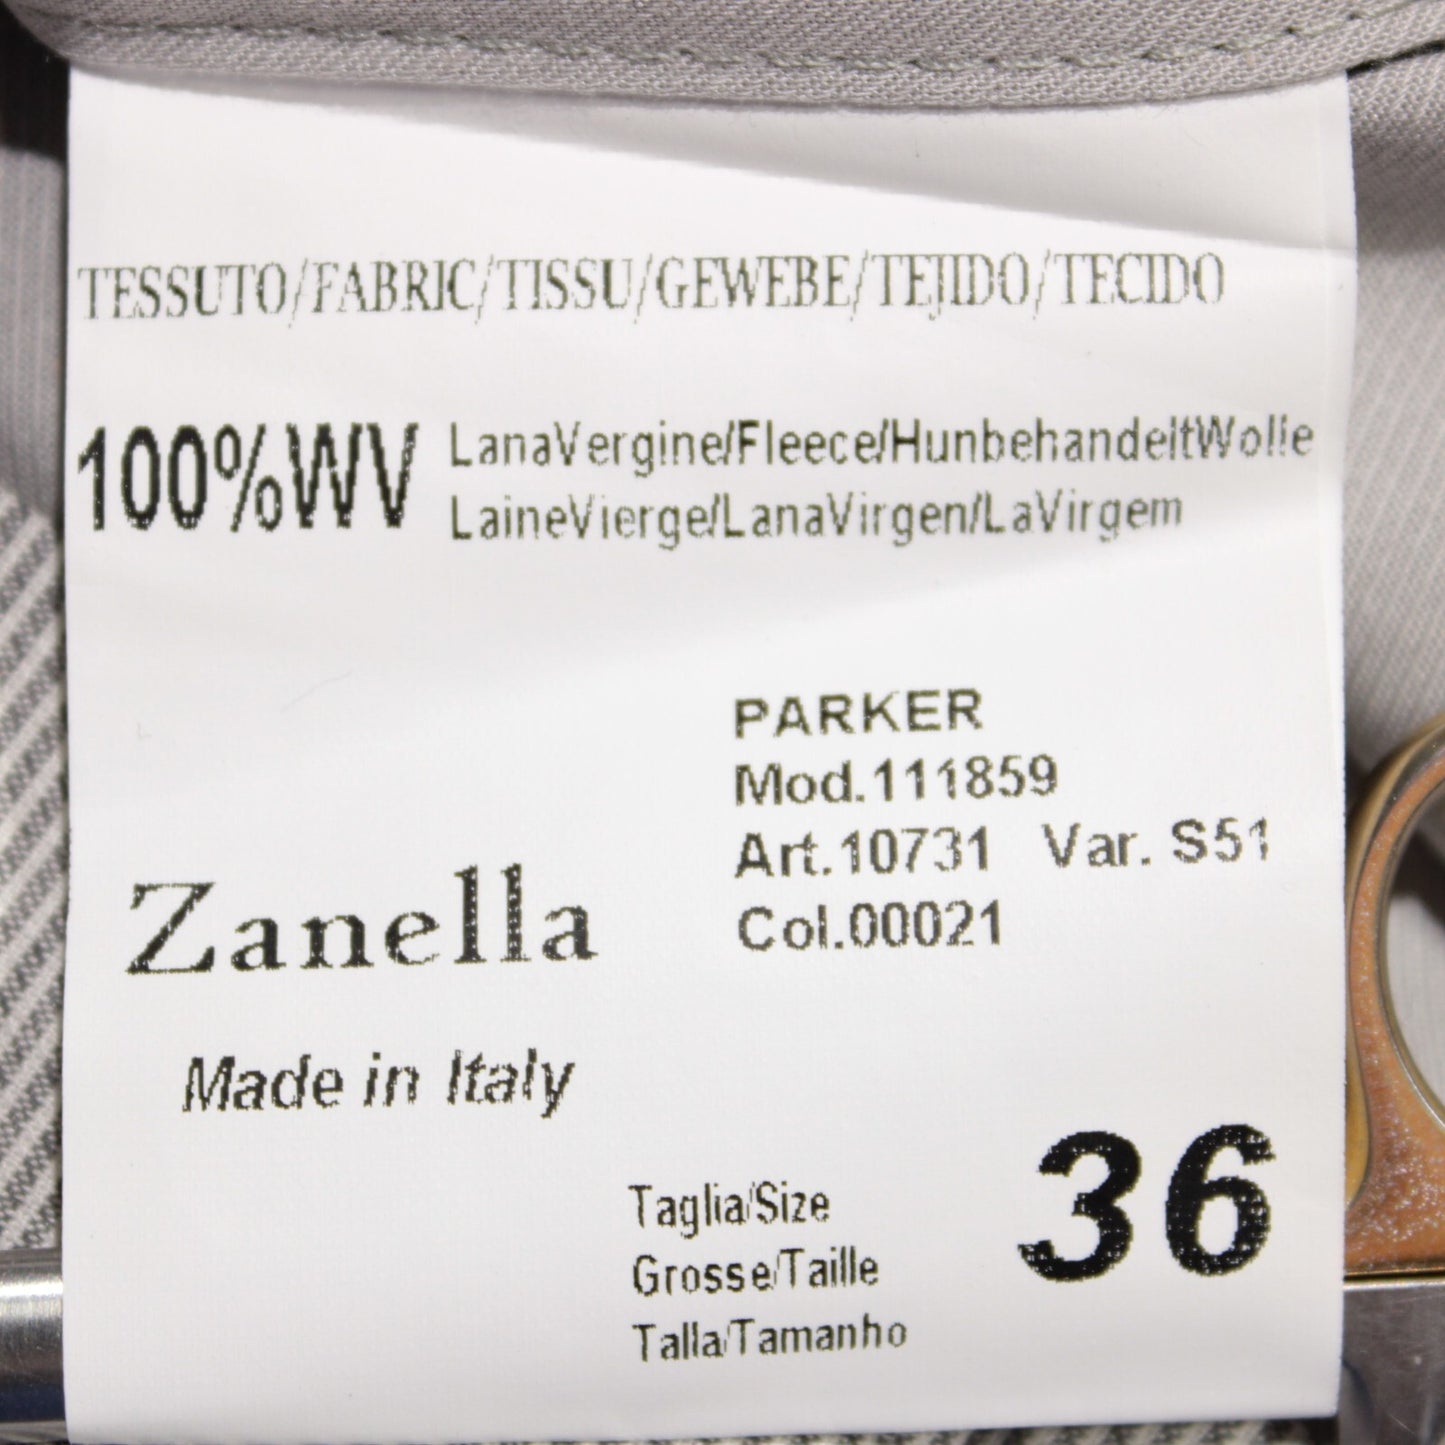 TESSUTO/FABRIC/TISSU/GEWEBE/TEJIDO/TECIDO
100%WV
LanaVergine/Fleece/HunbehandeltWolle
LaineVierge/LanaVirgen/LaVirgem
PARKER
Mod.111859
Art.10731 Var. S51
Col.00021
Zanella
Made in Italy
Taglia/Size
Grosse/Taille
Talla/Tamanho
36